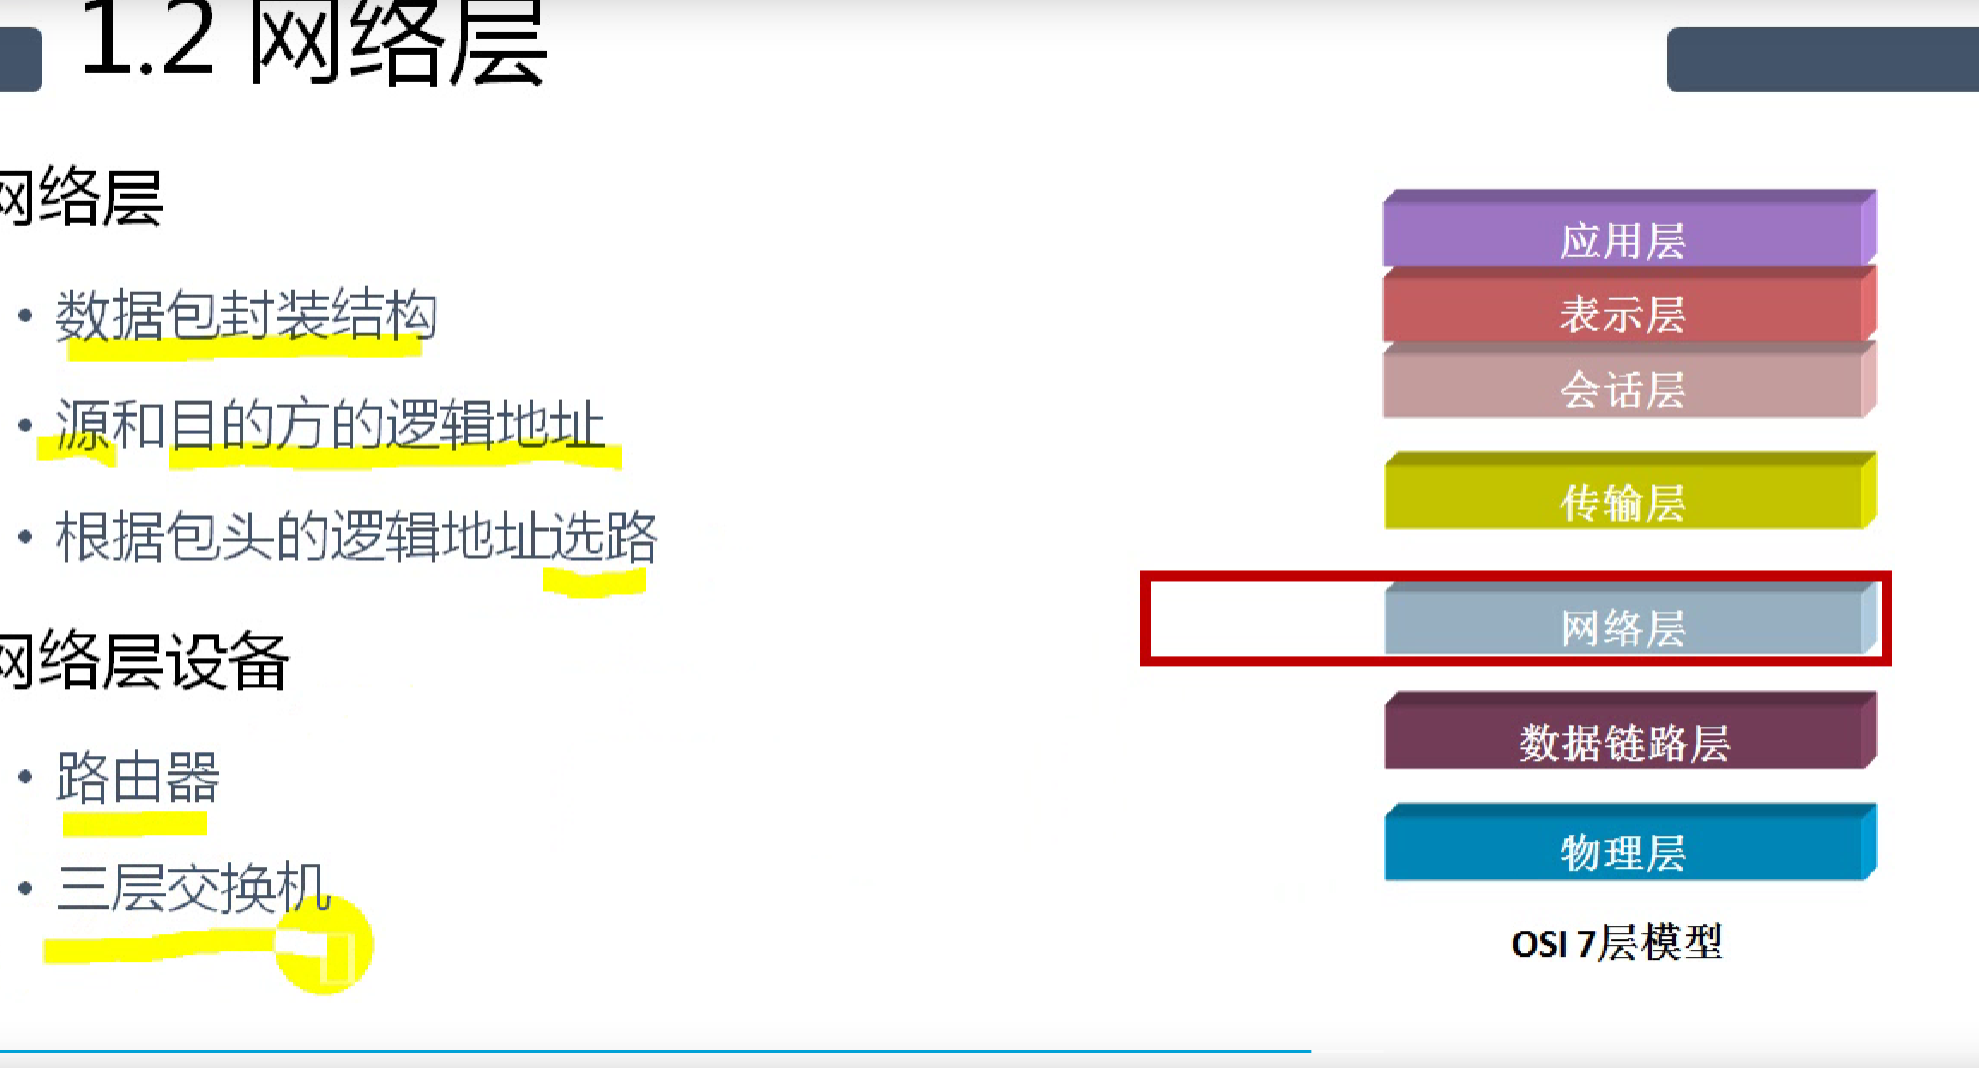 1.2 网络层
网络层
• 数据包封装结构
• 源和目的方的逻辑地址
• 根据包头的逻辑地址选路
网络层设备
• 路由器
• 三层交换机
应用层
表示层
会话层
传输层
网络层
数据链路层
物理层
OSI 7层模型